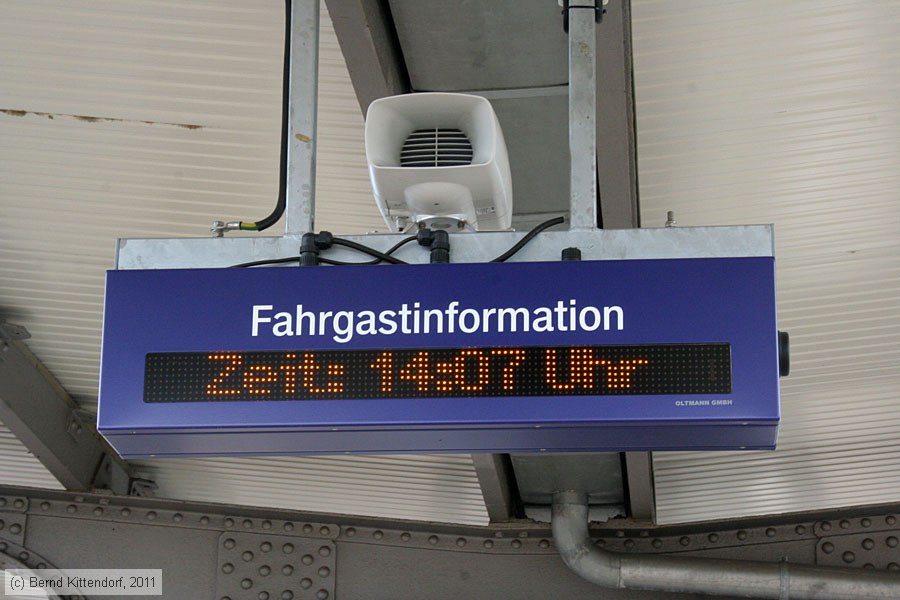 Fahrgastinformation
Zeit: 14:07 Uhr
OLTMANN GMBH
(c) Bernd Kittendorf, 2011